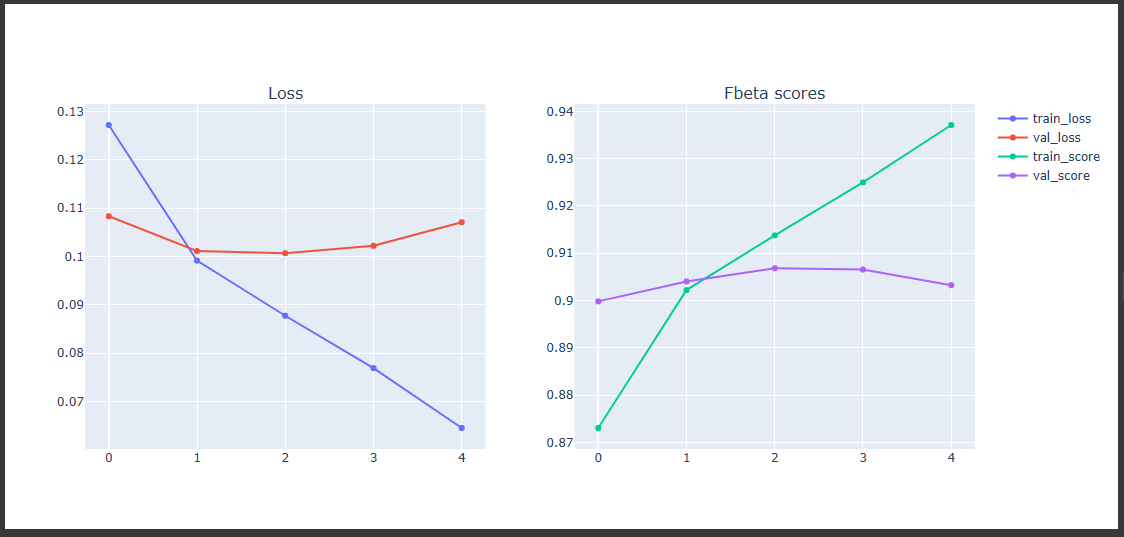 Loss
0.13
0.12
0.11
0.1
0.09
0.08
0.07
0 1 2 3 4
Fbeta scores
0.94
0.93
0.92
0.91
0.9
0.89
0.88
0.87
0 1 2 3 4
train_loss
val_loss
train_score
val_score